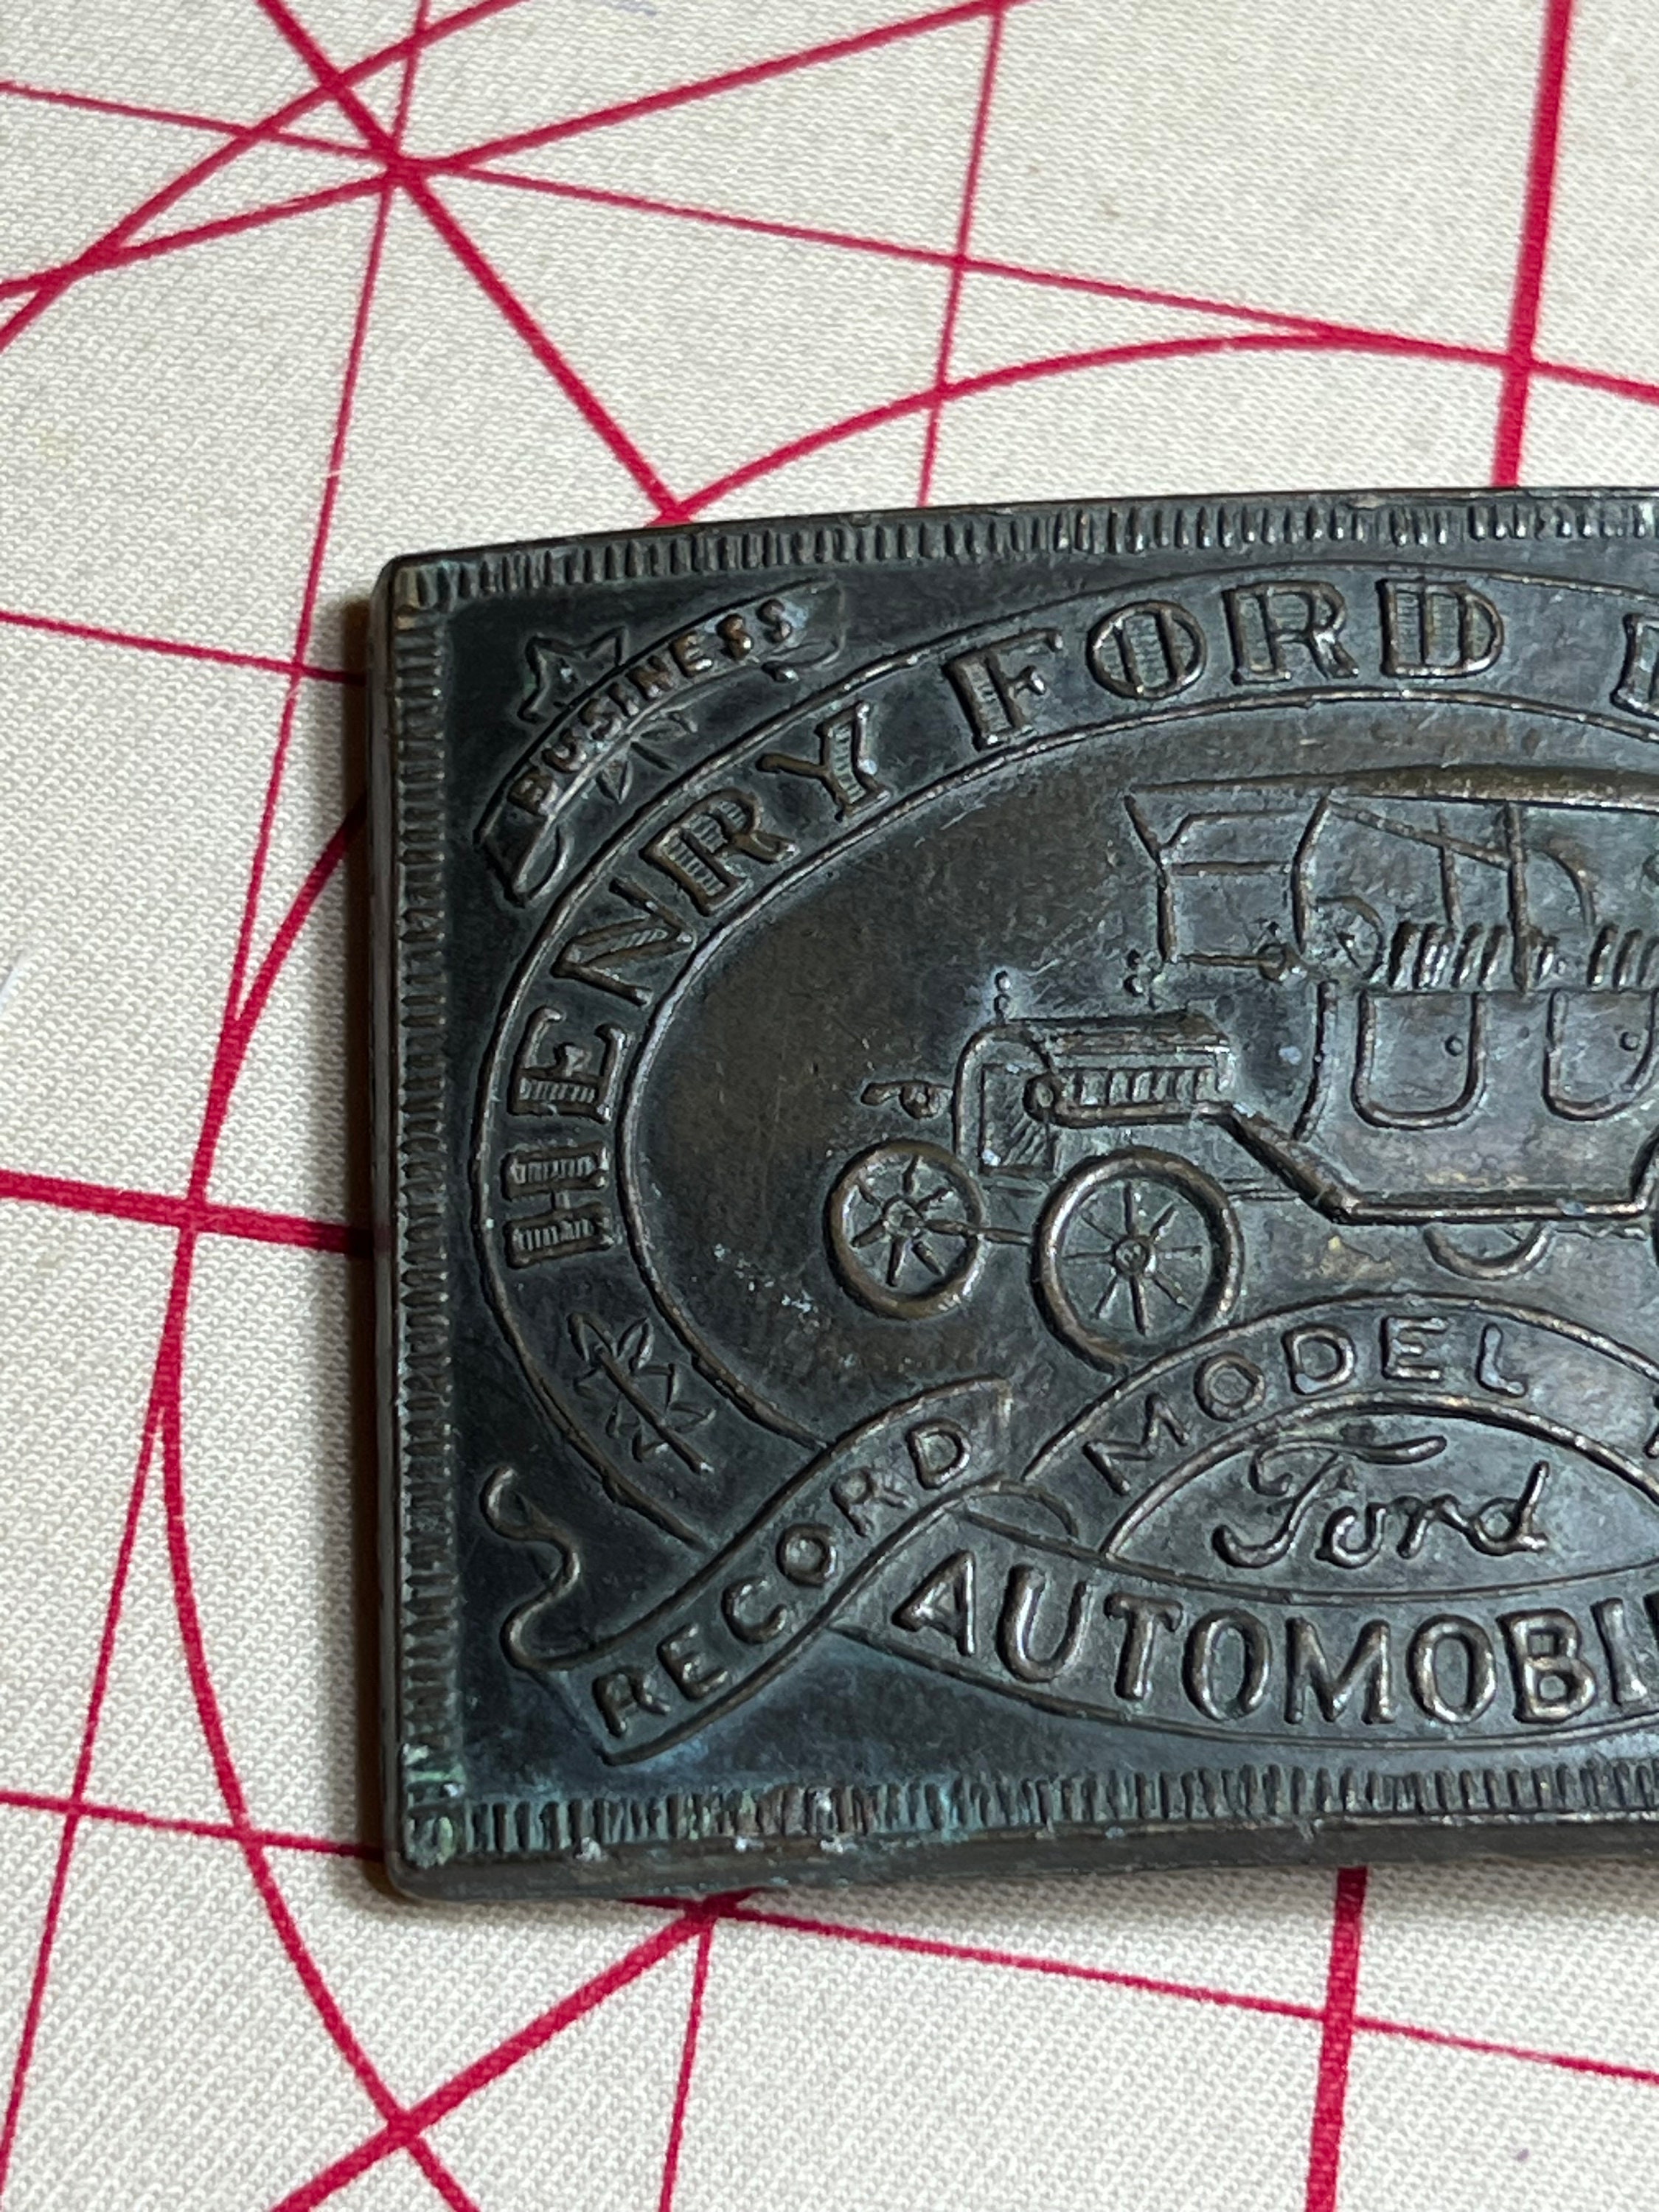 BUSINESS
HENRY FORD
RECORD
MODEL
Ford
AUTOMOBI